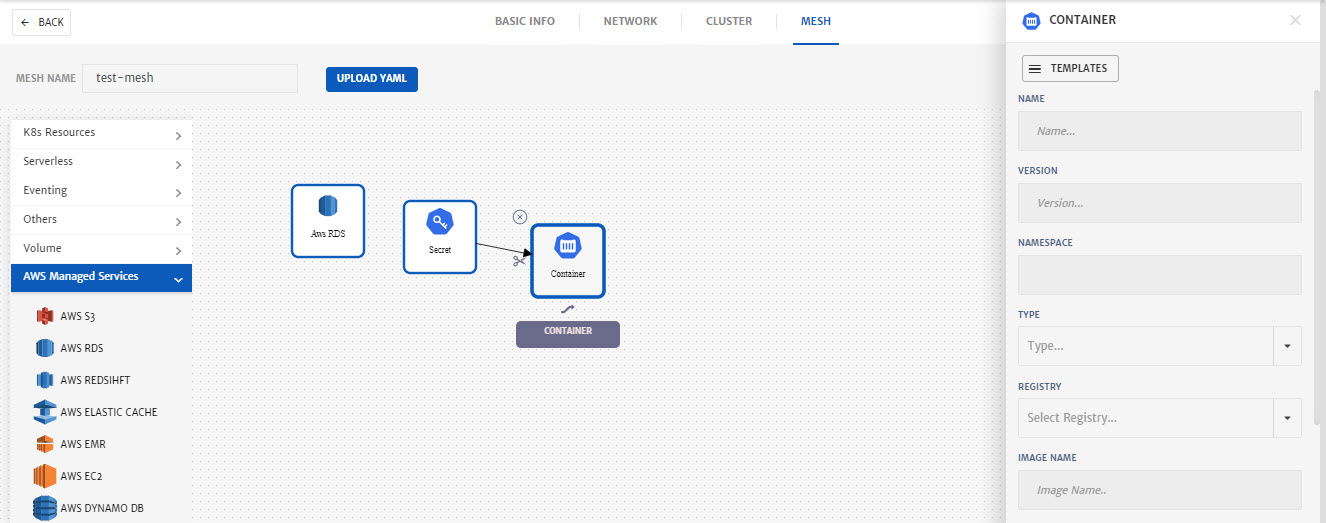 BACK
BASIC INFO
NETWORK
CLUSTER
MESH
MESH NAME
test-mesh
UPLOAD YAML
K8s Resources
Serverless
Eventing
Others
Volume
AWS Managed Services
AWS S3
AWS RDS
AWS REDSIHFT
AWS ELASTIC CACHE
AWS EMR
AWS EC2
AWS DYNAMO DB
Aws RDS
Secret
Container
CONTAINER
CONTAINER
TEMPLATES
NAME
Name...
VERSION
Version...
NAMESPACE
TYPE
Type...
REGISTRY
Select Registry...
IMAGE NAME
Image Name..